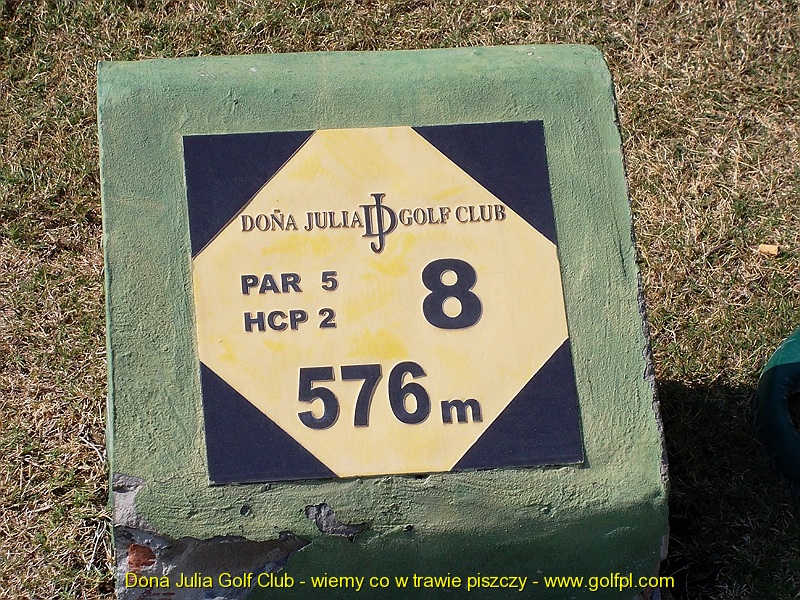 DOÑA JULIA DJ GOLF CLUB
PAR 5
HCP 2
8
576 m
Dona Julia Golf Club - wiemy co w trawie piszczy - www.golfpl.com